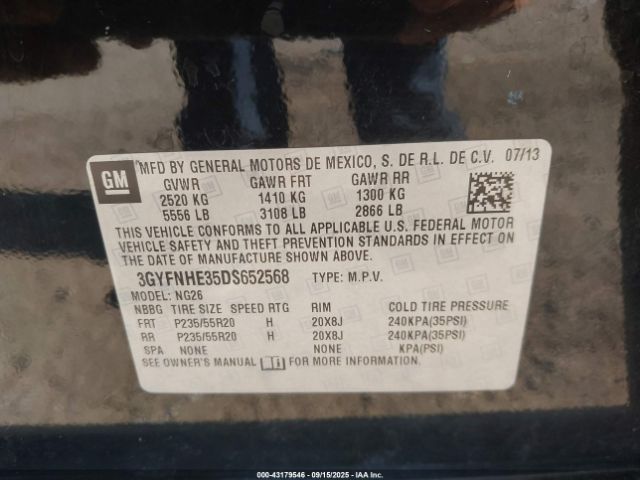 GM
MFD BY GENERAL MOTORS DE MEXICO, S. DE R.L. DE C.V. 07/13
GVWR GAWR FRT GAWR RR
2520 KG 1410 KG 1300 KG
5556 LB 3108 LB 2866 LB
THIS VEHICLE CONFORMS TO ALL APPLICABLE U.S. FEDERAL MOTOR
VEHICLE SAFETY AND THEFT PREVENTION STANDARDS IN EFFECT ON
THE DATE OF MANUFACTURE SHOWN ABOVE.
3GYFNHE35DS652568 TYPE: M.P.V.
MODEL: NG26
NBBG TIRE SIZE SPEED RTG RIM COLD TIRE PRESSURE
FRT P235/55R20 H 20X8J 240KPA(35PSI)
RR P235/55R20 H 20X8J 240KPA(35PSI)
SPA NONE NONE KPA(PSI)
SEE OWNER'S MANUAL FOR MORE INFORMATION.
000-43179546 - 09/15/2025 - IAA, Inc.